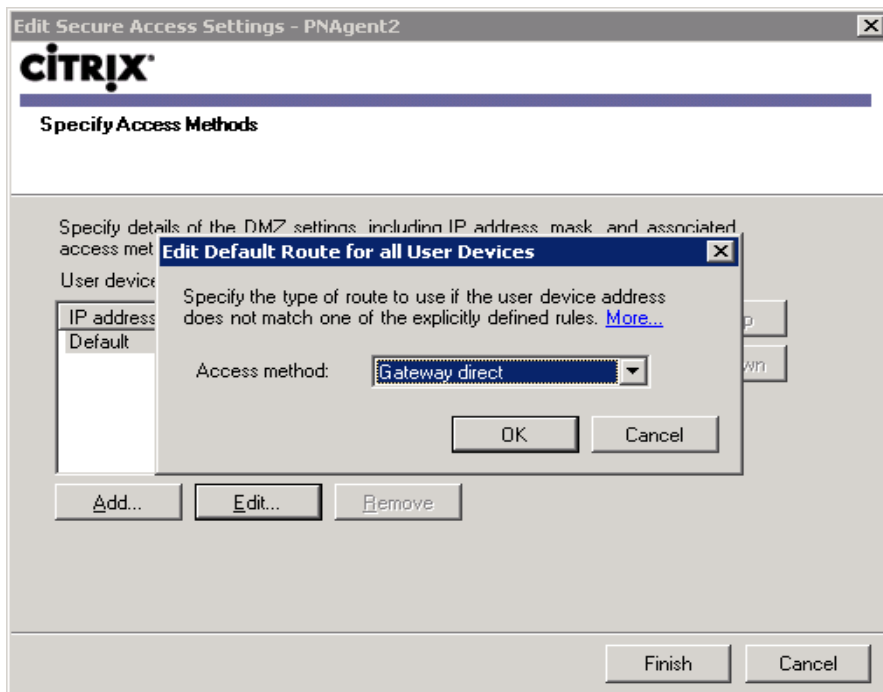 Edit Secure Access Settings - PNAgent2
CİTRIX
Specify Access Methods
Specify details of the DMZ settings, including IP address, mask, and associated
access met
Edit Default Route for all User Devices
User device
Specify the type of route to use if the user device address
does not match one of the explicitly defined rules. More...
IP address
Default
Access method:
Gateway direct
OK
Cancel
Add...
Edit...
Remove
Finish
Cancel